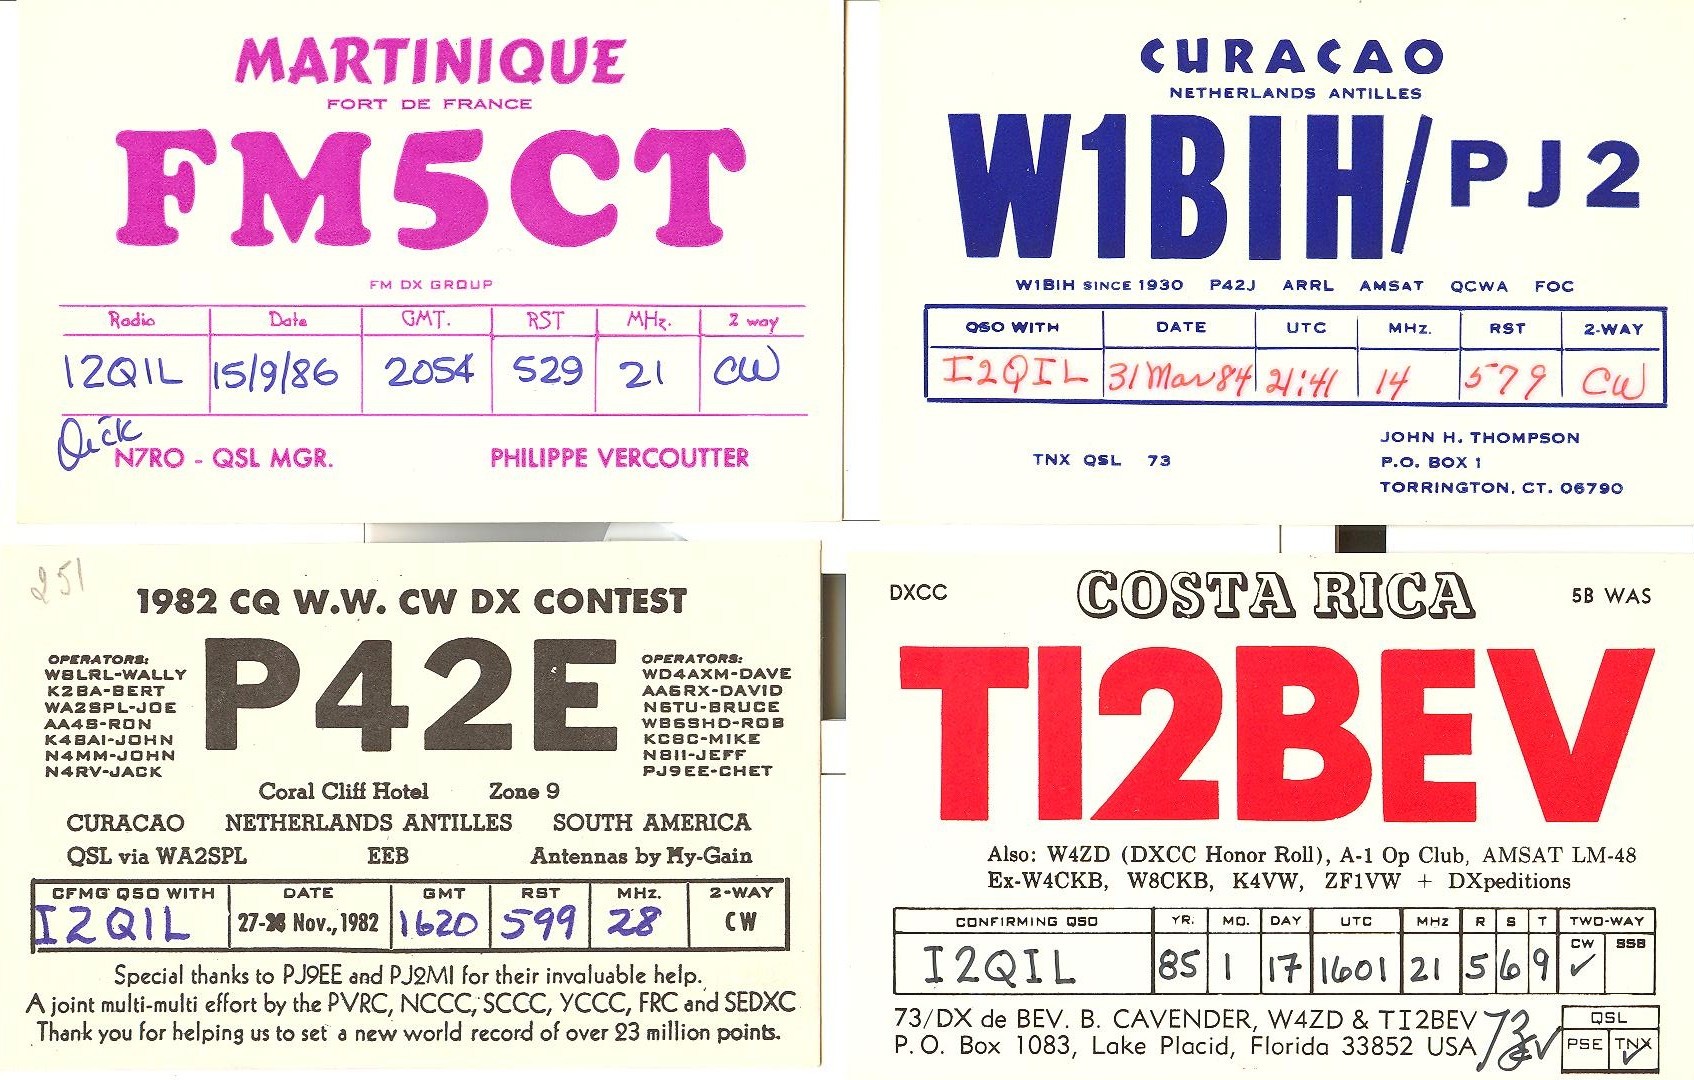 MARTINIQUE
FORT DE FRANCE
FM5CT
FM DX GROUP
Radio Date GMT. RST MHz. 2 way
I2QIL 15/9/86 2054 529 21 CW
Dick
N7RO - QSL MGR. PHILIPPE VERCOUTTER
CURACAO
NETHERLANDS ANTILLES
W1BIH/PJ2
W1BIH SINCE 1930 P42J ARRL AMSAT QCWA FOC
QSO WITH DATE UTC MHZ. RST 2-WAY
I2QIL 31 Mar 84 21:41 14 579 CW
TNX QSL 73
JOHN H. THOMPSON
P.O. BOX 1
TORRINGTON, CT. 06790
251
1982 CQ W.W. CW DX CONTEST
P42E
OPERATORS:
W8LRL-WALLY
K2BA-BERT
WA2SPL-JOE
AA4S-RON
K4BAI-JOHN
N4MM-JOHN
N4RV-JACK
OPERATORS:
WD4AXM-DAVE
AA6RX-DAVID
N6TU-BRUCE
WB6SHD-ROB
KC8C-MIKE
N8II-JEFF
PJ9EE-CHET
Coral Cliff Hotel Zone 9
CURACAO NETHERLANDS ANTILLES SOUTH AMERICA
QSL via WA2SPL EEB Antennas by Hy-Gain
CFMG QSO WITH DATE GMT RST MHZ. 2-WAY
I2QIL 27- Nov., 1982 1620 599 28 CW
Special thanks to PJ9EE and PJ2MI for their invaluable help.
A joint multi-multi effort by the PVRC, NCCC, SCCC, YCCC, FRC and SEDXC
Thank you for helping us to set a new world record of over 23 million points.
DXCC COSTA RICA 5B WAS
TI2BEV
Also: W4ZD (DXCC Honor Roll), A-1 Op Club, AMSAT LM-48
Ex-W4CKB, W8CKB, K4VW, ZF1VW + DXpeditions
CONFIRMING QSO YR. MO. DAY UTC MHZ R S T TWO-WAY
CW SSB
I2QIL 85 1 17 1601 21 5 6 9 ✓
73/DX de BEV. B. CAVENDER, W4ZD & TI2BEV 73
P.O. Box 1083, Lake Placid, Florida 33852 USA
QSL
PSE TNX